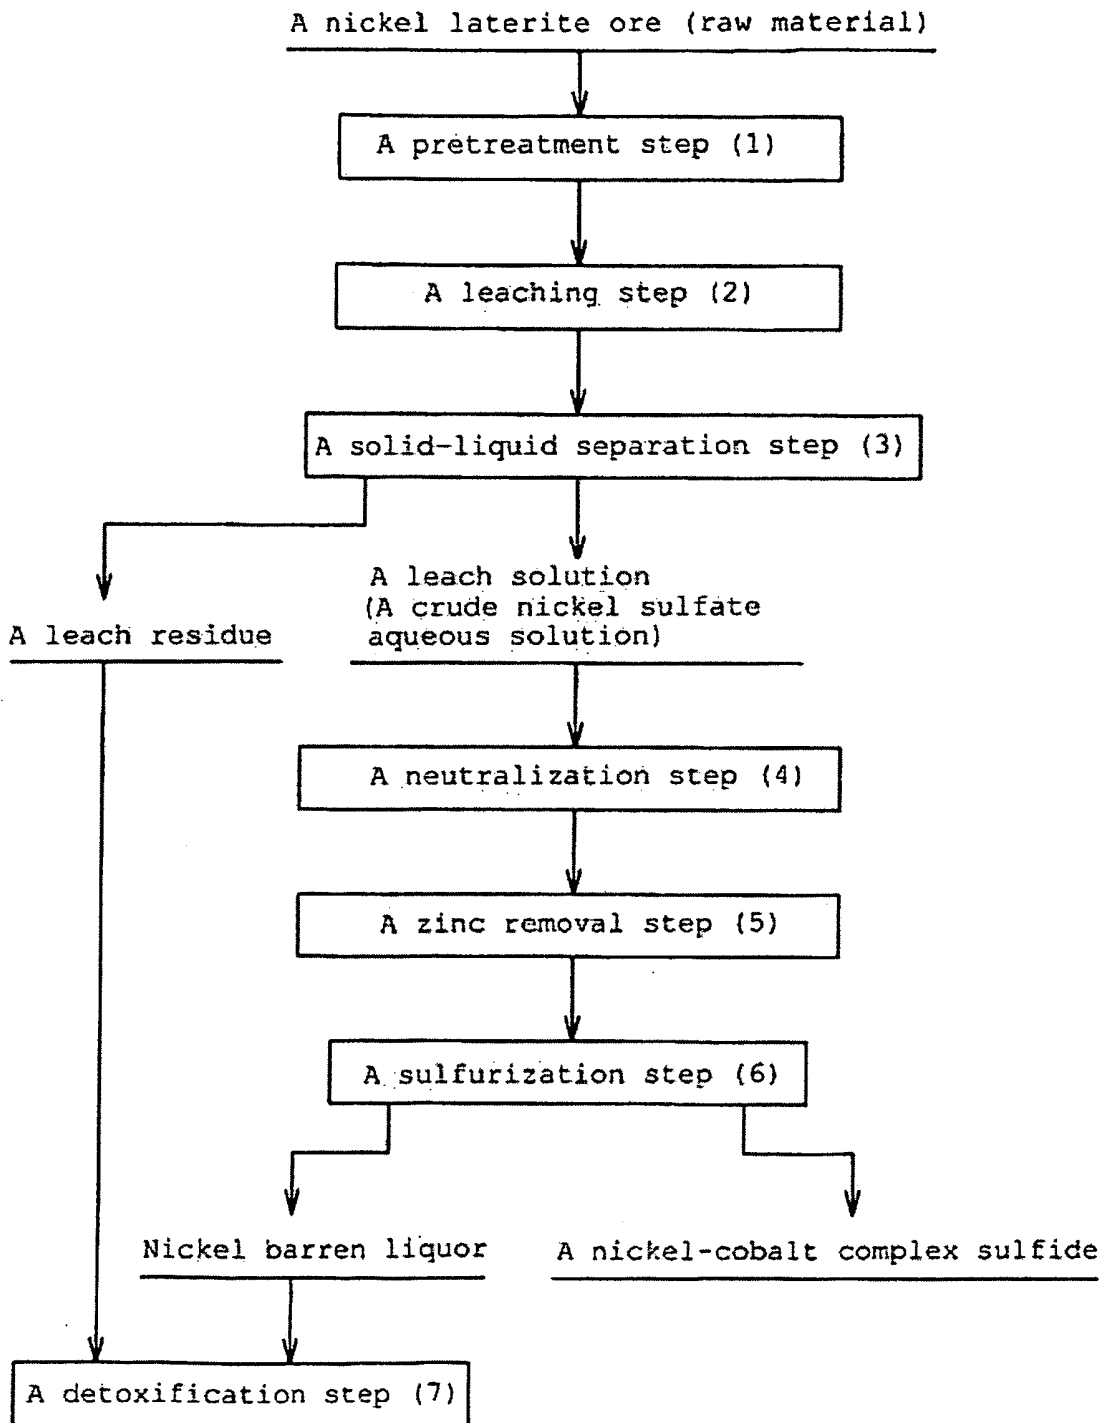 A nickel laterite ore (raw material)
A pretreatment step (1)
A leaching step (2)
A solid-liquid separation step (3)
A leach solution
(A crude nickel sulfate
aqueous solution)
A leach residue
A neutralization step (4)
A zinc removal step (5)
A sulfurization step (6)
Nickel barren liquor
A nickel-cobalt complex sulfide
A detoxification step (7)